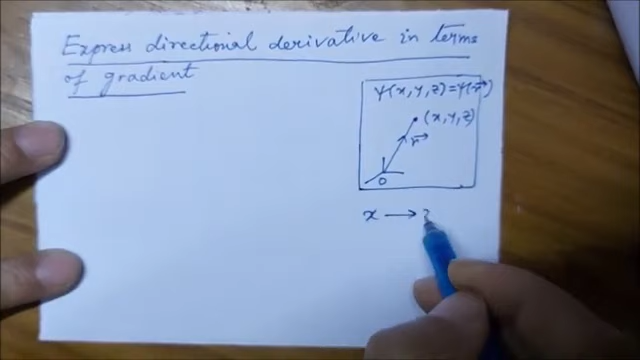 Express directional derivative in terms
of gradient
ψ(x,y,z)=ψ(r⃗)
(x,y,z)
r⃗
O
x →